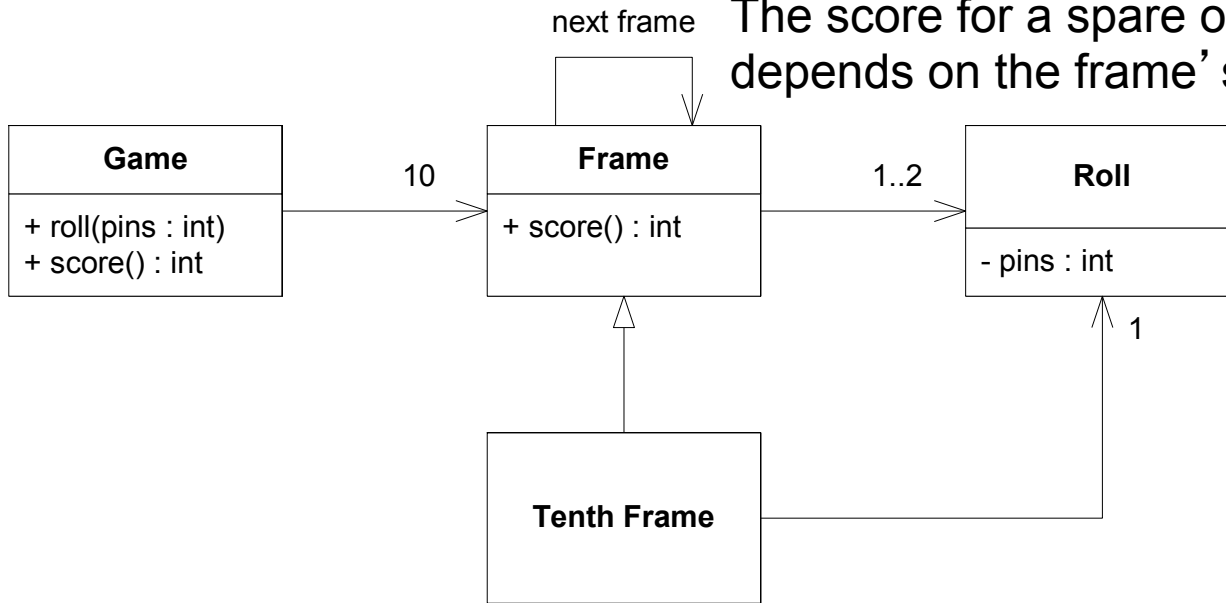 The score for a spare o
depends on the frame’s
next frame
Game
+ roll(pins : int)
+ score() : int
10
Frame
+ score() : int
1..2
Roll
- pins : int
1
Tenth Frame